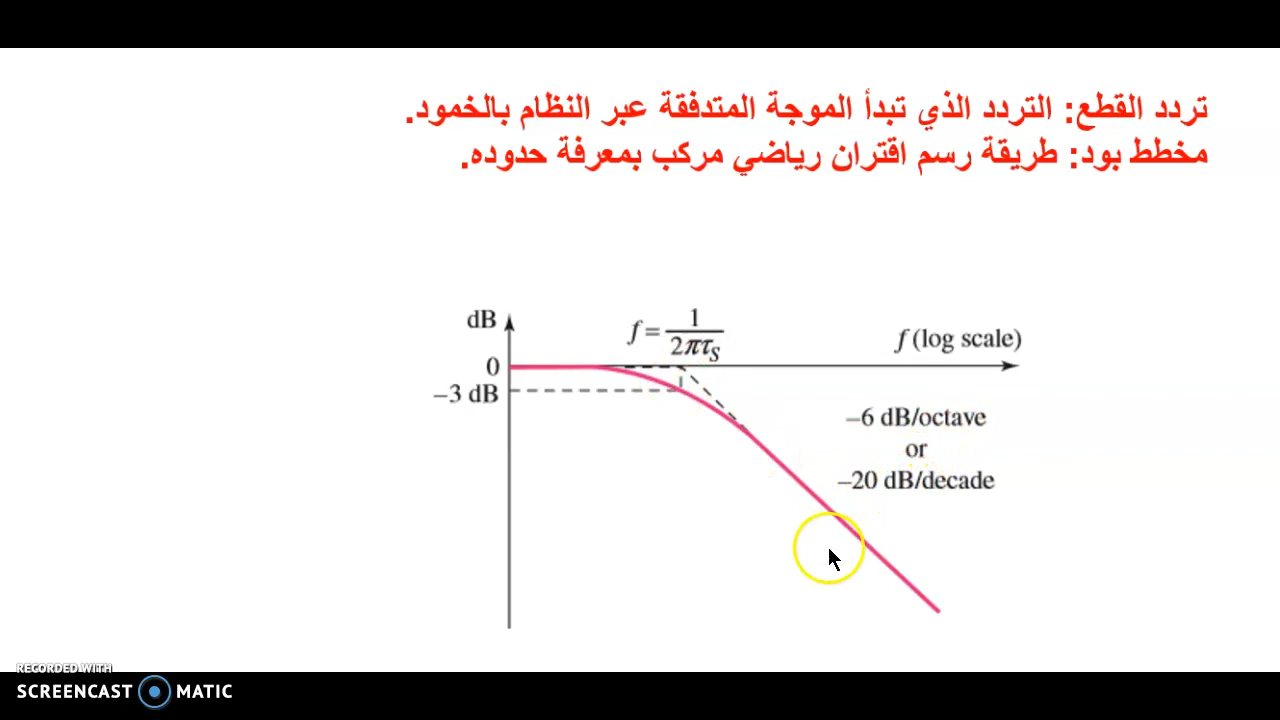 تردد القطع: التردد الذي تبدأ الموجة المتدفقة عبر النظام بالخمود.
مخطط بود: طريقة رسم اقتران رياضي مركب بمعرفة حدوده.
dB
f = 1/2πτS
f (log scale)
0
–3 dB
–6 dB/octave
or
–20 dB/decade
RECORDED WITH
SCREENCAST MATIC